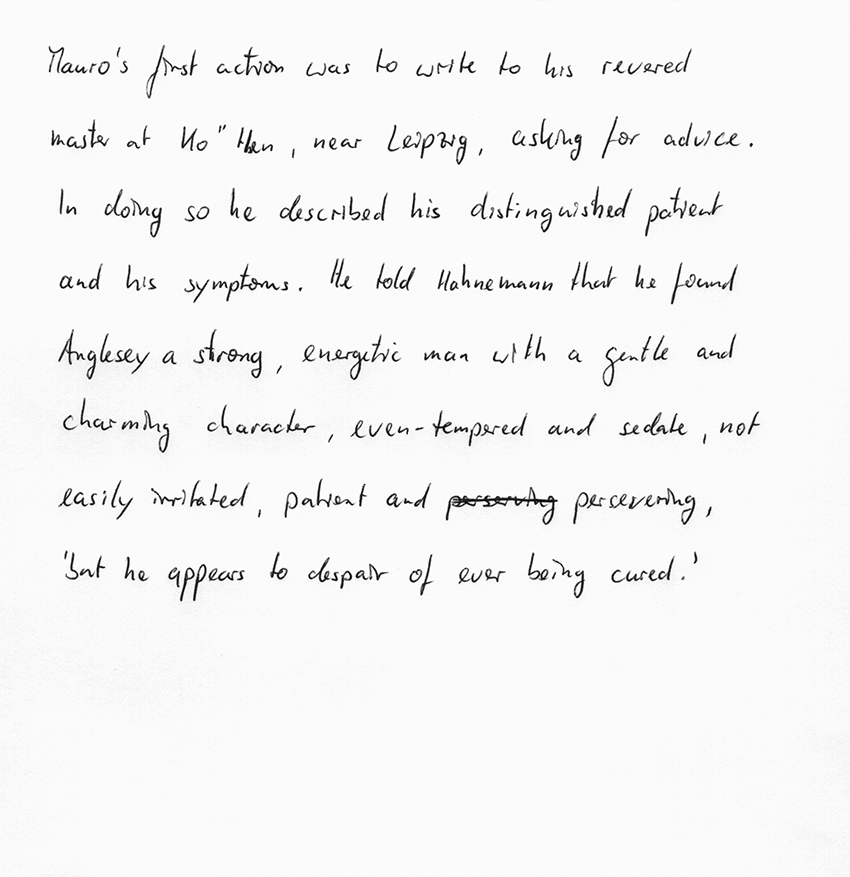 Mauro's first action was to write to his revered
master at Ko"then, near Leipzig, asking for advice.
In doing so he described his distinguished patient
and his symptoms. He told Hahnemann that he found
Anglesey a strong, energetic man with a gentle and
charming character, even-tempered and sedate, not
easily irritated, patient and perserving persevering,
'but he appears to despair of ever being cured.'